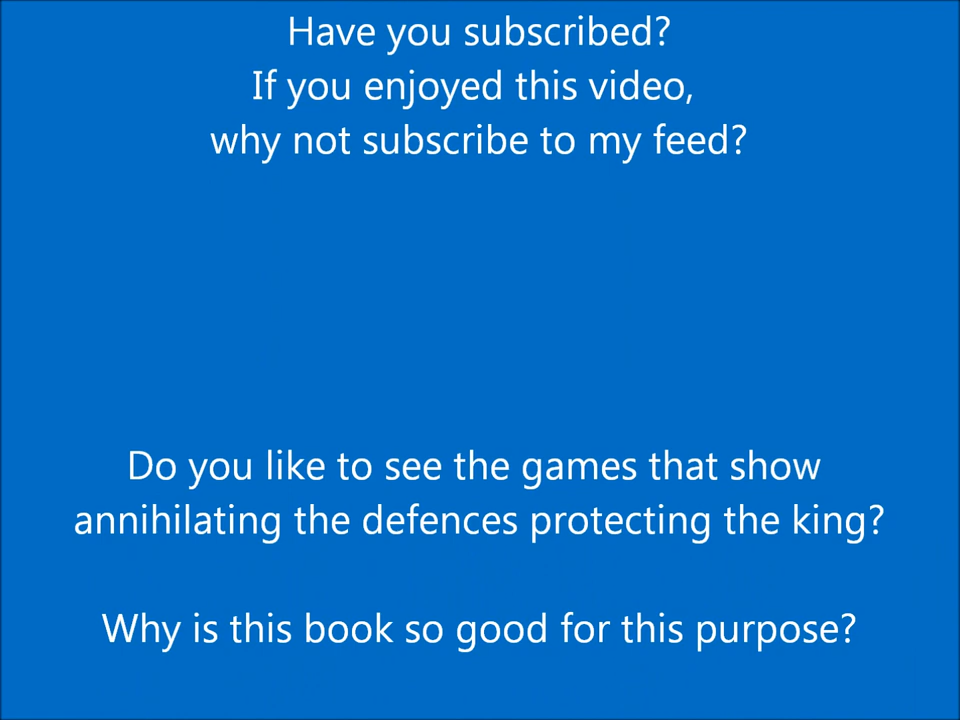 Have you subscribed?
If you enjoyed this video,
why not subscribe to my feed?
Do you like to see the games that show
annihilating the defences protecting the king?
Why is this book so good for this purpose?